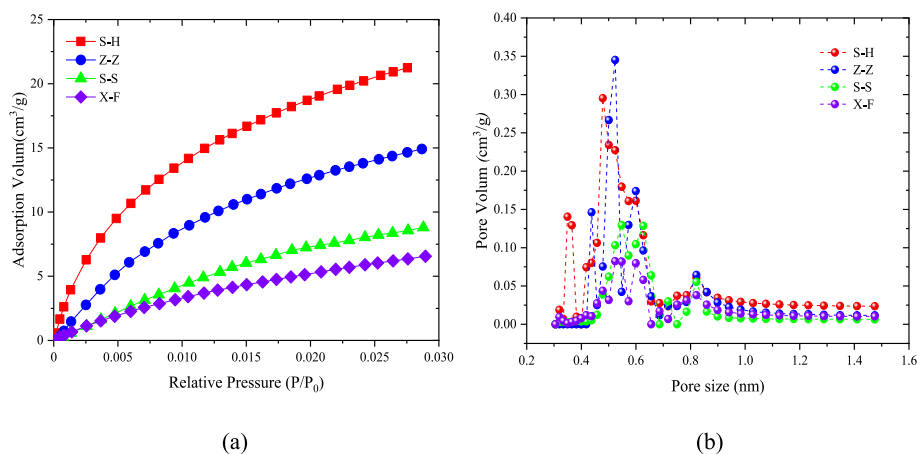 25
20
15
10
5
0
Adsorption Volum(cm³/g)
S-H
Z-Z
S-S
X-F
0.000
0.005
0.010
0.015
0.020
0.025
0.030
Relative Pressure (P/P₀)
(a)
0.40
0.35
0.30
0.25
0.20
0.15
0.10
0.05
0.00
Pore Volum (cm³/g)
S-H
Z-Z
S-S
X-F
0.2
0.4
0.6
0.8
1.0
1.2
1.4
1.6
Pore size (nm)
(b)